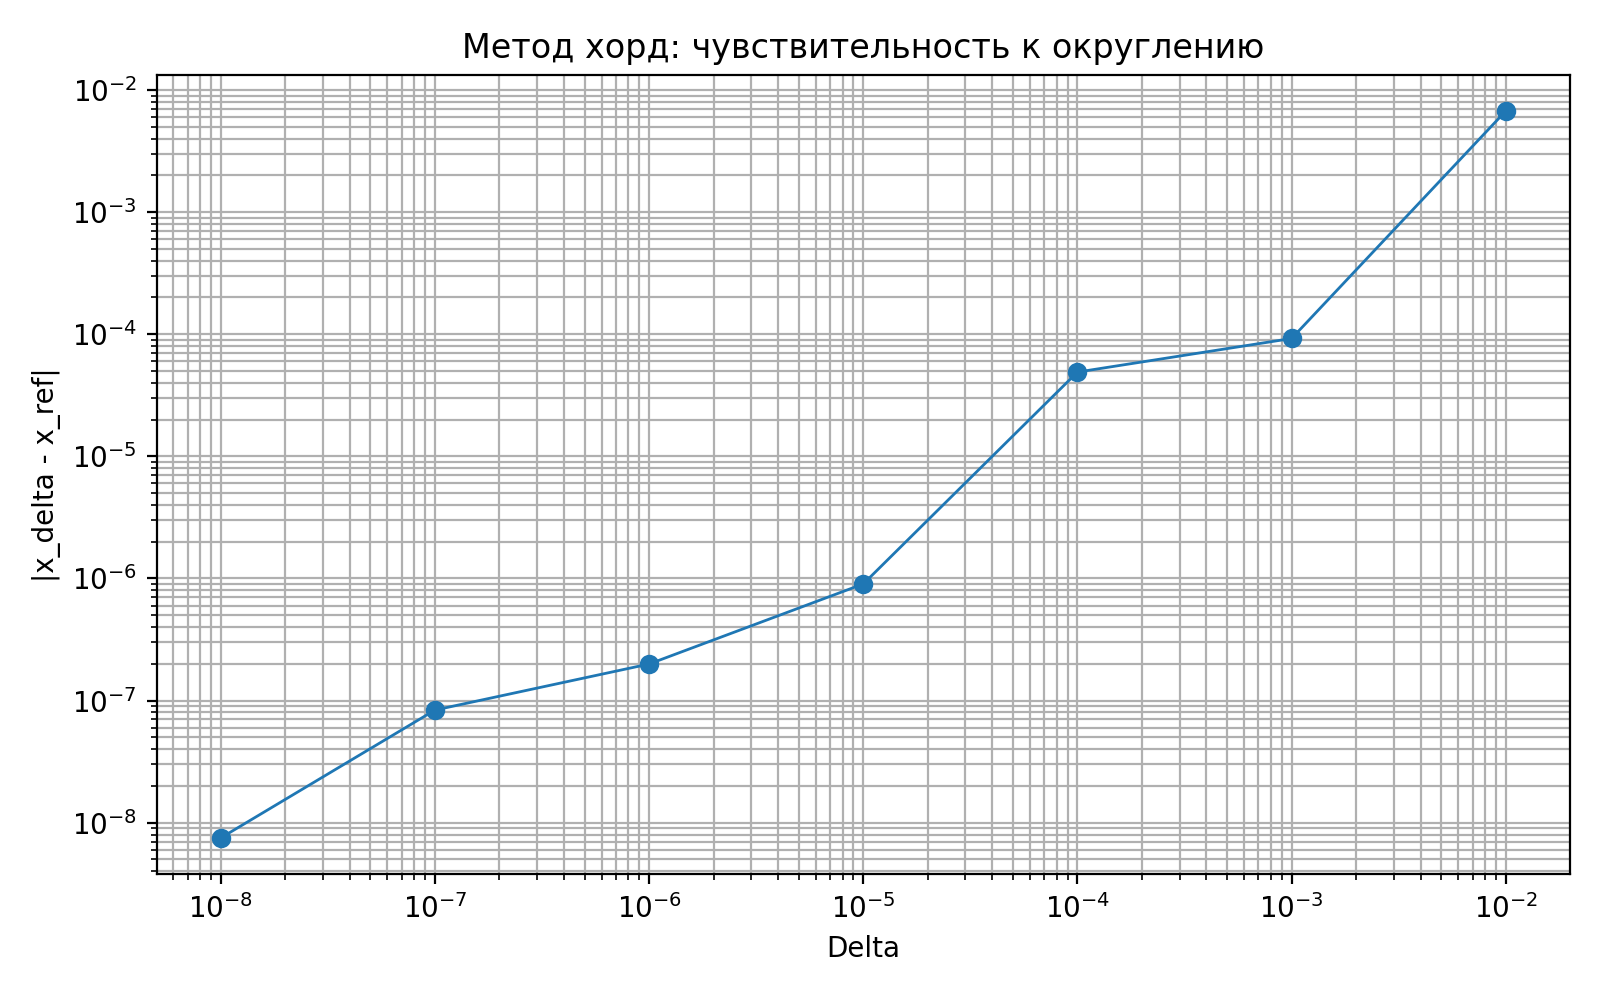 Метод хорд: чувствительность к округлению
|x_delta - x_ref|
10⁻²
10⁻³
10⁻⁴
10⁻⁵
10⁻⁶
10⁻⁷
10⁻⁸
10⁻⁸ 10⁻⁷ 10⁻⁶ 10⁻⁵ 10⁻⁴ 10⁻³ 10⁻²
Delta